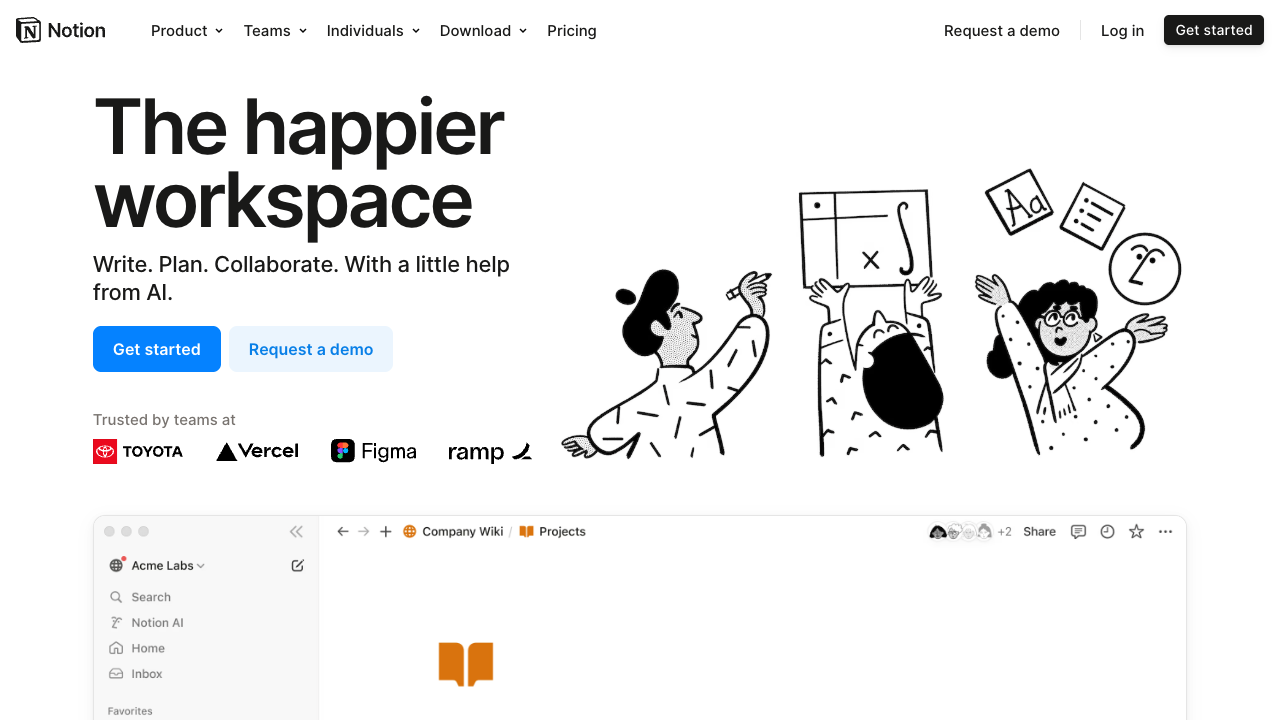 Notion
Product
Teams
Individuals
Download
Pricing
Request a demo
Log in
Get started
The happier
workspace
Write. Plan. Collaborate. With a little help
from AI.
Get started
Request a demo
Aa
x ∫
Trusted by teams at
TOYOTA
Vercel
Figma
ramp
Company Wiki / Projects
+2
Share
Acme Labs
Search
Notion AI
Home
Inbox
Favorites